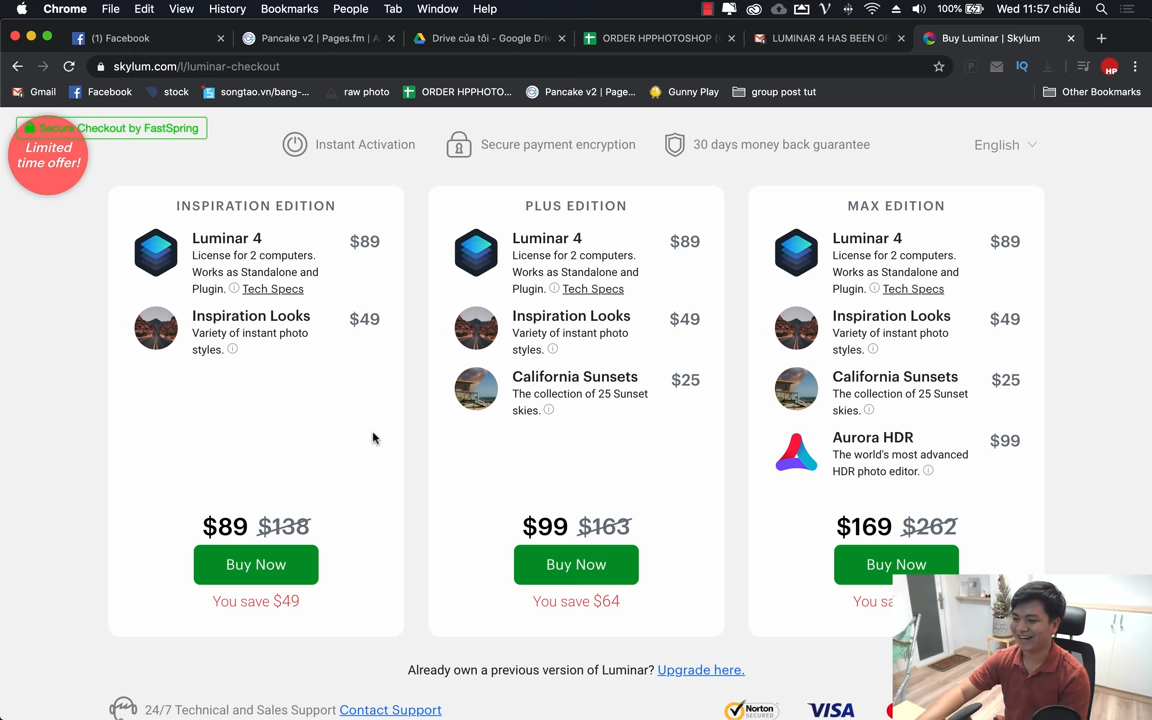 Chrome File Edit View History Bookmarks People Tab Window Help 100% Wed 11:57 chiều
(1) Facebook
Pancake v2 | Pages.fm |
Drive của tôi - Google
ORDER HPPHOTOSHOP
LUMINAR 4 HAS BEEN
Buy Luminar | Skylum
skylum.com/l/luminar-checkout
IQ
HP
Gmail Facebook stock songtao.vn/bang-... raw photo ORDER HPPHOTO... Pancake v2 | Page... Gunny Play group post tut Other Bookmarks
Secure Checkout by FastSpring
Limited
time offer!
Instant Activation
Secure payment encryption
30 days money back guarantee
English
INSPIRATION EDITION
Luminar 4 $89
License for 2 computers.
Works as Standalone and
Plugin. Tech Specs
Inspiration Looks $49
Variety of instant photo
styles.
$89 $138
Buy Now
You save $49
PLUS EDITION
Luminar 4 $89
License for 2 computers.
Works as Standalone and
Plugin. Tech Specs
Inspiration Looks $49
Variety of instant photo
styles.
California Sunsets $25
The collection of 25 Sunset
skies.
$99 $163
Buy Now
You save $64
MAX EDITION
Luminar 4 $89
License for 2 computers.
Works as Standalone and
Plugin. Tech Specs
Inspiration Looks $49
Variety of instant photo
styles.
California Sunsets $25
The collection of 25 Sunset
skies.
Aurora HDR $99
The world's most advanced
HDR photo editor.
$169 $262
Buy Now
You
Already own a previous version of Luminar? Upgrade here.
24/7 Technical and Sales Support Contact Support
Norton
SECURED
VISA